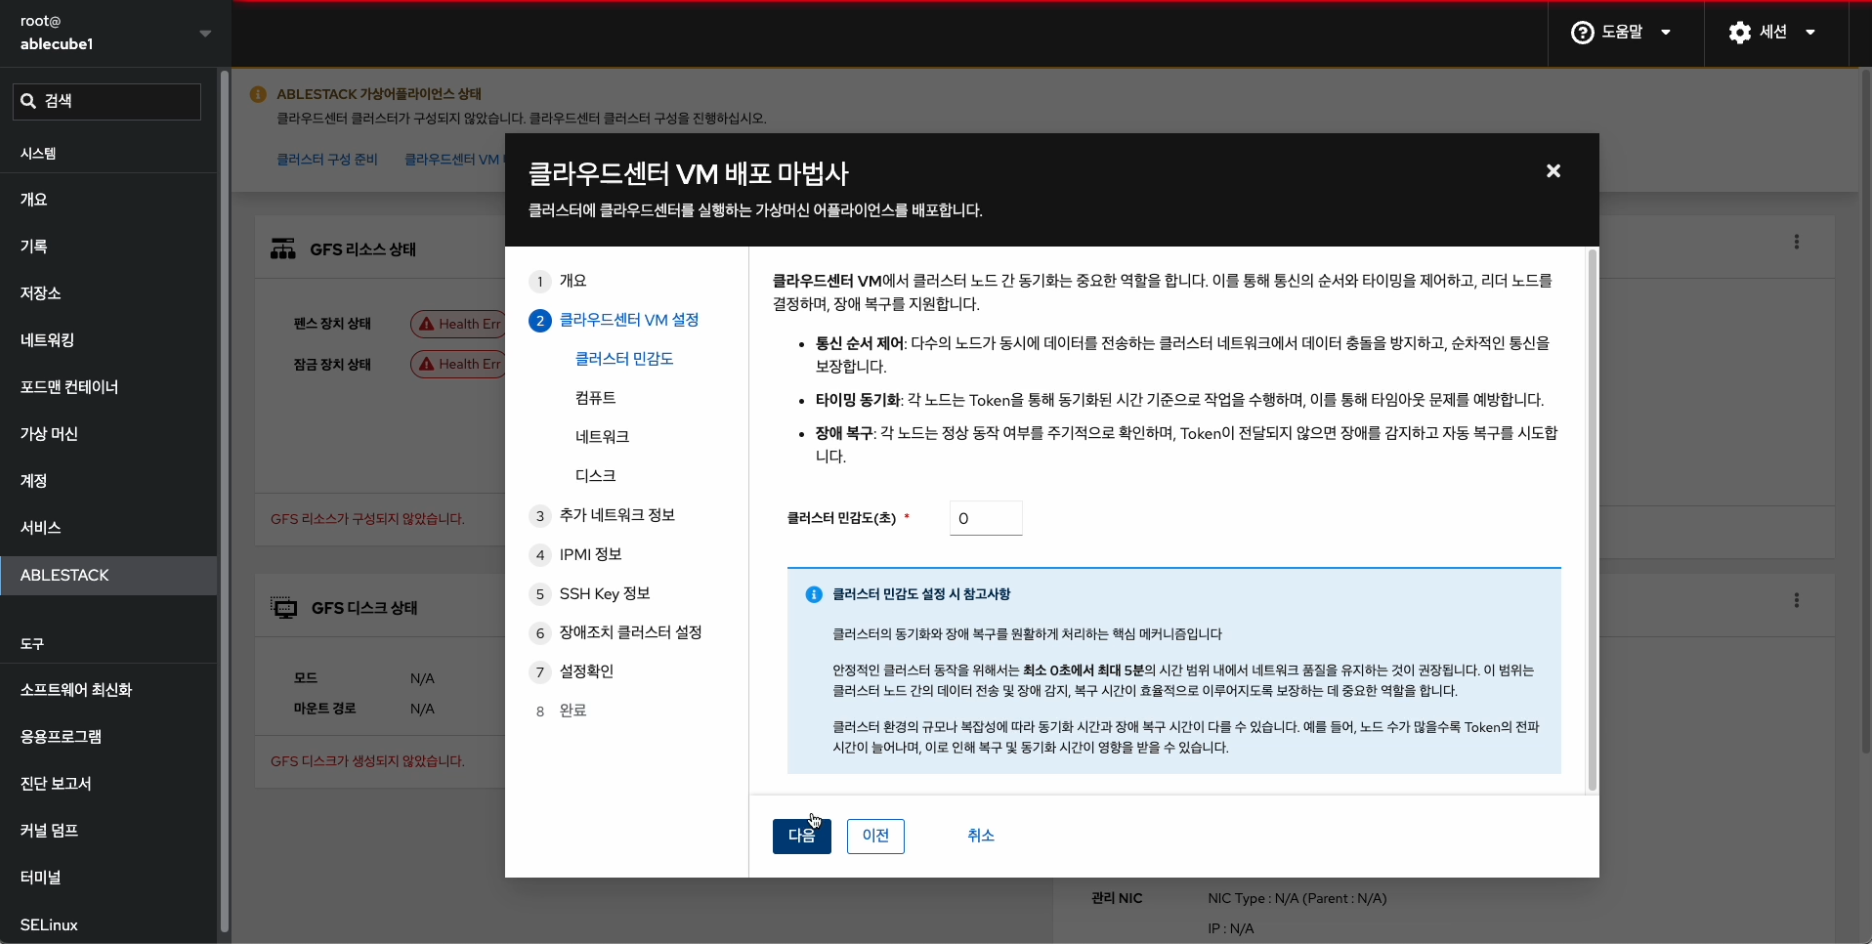 root@
ablecube1
도움말
세션
검색
시스템
개요
기록
저장소
네트워킹
포드맨 컨테이너
가상 머신
계정
서비스
ABLESTACK
도구
소프트웨어 최신화
응용프로그램
진단 보고서
커널 덤프
터미널
SELinux
ABLESTACK 가상어플라이언스 상태
클라우드센터 클러스터가 구성되지 않았습니다. 클라우드센터 클러스터 구성을 진행하십시오.
클러스터 구성 준비
클라우드센터 VM
GFS 리소스 상태
펜스 장치 상태
Health Err
잠금 장치 상태
Health Err
GFS 리소스가 구성되지 않았습니다.
GFS 디스크 상태
모드
N/A
마운트 경로
N/A
GFS 디스크가 생성되지 않았습니다.
클라우드센터 VM 배포 마법사
클러스터에 클라우드센터를 실행하는 가상머신 어플라이언스를 배포합니다.
1 개요
2 클라우드센터 VM 설정
클러스터 민감도
컴퓨트
네트워크
디스크
3 추가 네트워크 정보
4 IPMI 정보
5 SSH Key 정보
6 장애조치 클러스터 설정
7 설정확인
8 완료
클라우드센터 VM에서 클러스터 노드 간 동기화는 중요한 역할을 합니다. 이를 통해 통신의 순서와 타이밍을 제어하고, 리더 노드를
결정하며, 장애 복구를 지원합니다.
• 통신 순서 제어: 다수의 노드가 동시에 데이터를 전송하는 클러스터 네트워크에서 데이터 충돌을 방지하고, 순차적인 통신을
보장합니다.
• 타이밍 동기화: 각 노드는 Token을 통해 동기화된 시간 기준으로 작업을 수행하며, 이를 통해 타임아웃 문제를 예방합니다.
• 장애 복구: 각 노드는 정상 동작 여부를 주기적으로 확인하며, Token이 전달되지 않으면 장애를 감지하고 자동 복구를 시도합
니다.
클러스터 민감도(초) *
0
클러스터 민감도 설정 시 참고사항
클러스터의 동기화와 장애 복구를 원활하게 처리하는 핵심 메커니즘입니다
안정적인 클러스터 동작을 위해서는 최소 0초에서 최대 5분의 시간 범위 내에서 네트워크 품질을 유지하는 것이 권장됩니다. 이 범위는
클러스터 노드 간의 데이터 전송 및 장애 감지, 복구 시간이 효율적으로 이루어지도록 보장하는 데 중요한 역할을 합니다.
클러스터 환경의 규모나 복잡성에 따라 동기화 시간과 장애 복구 시간이 다를 수 있습니다. 예를 들어, 노드 수가 많을수록 Token의 전파
시간이 늘어나며, 이로 인해 복구 및 동기화 시간이 영향을 받을 수 있습니다.
다음
이전
취소
관리 NIC
NIC Type : N/A (Parent : N/A)
IP : N/A